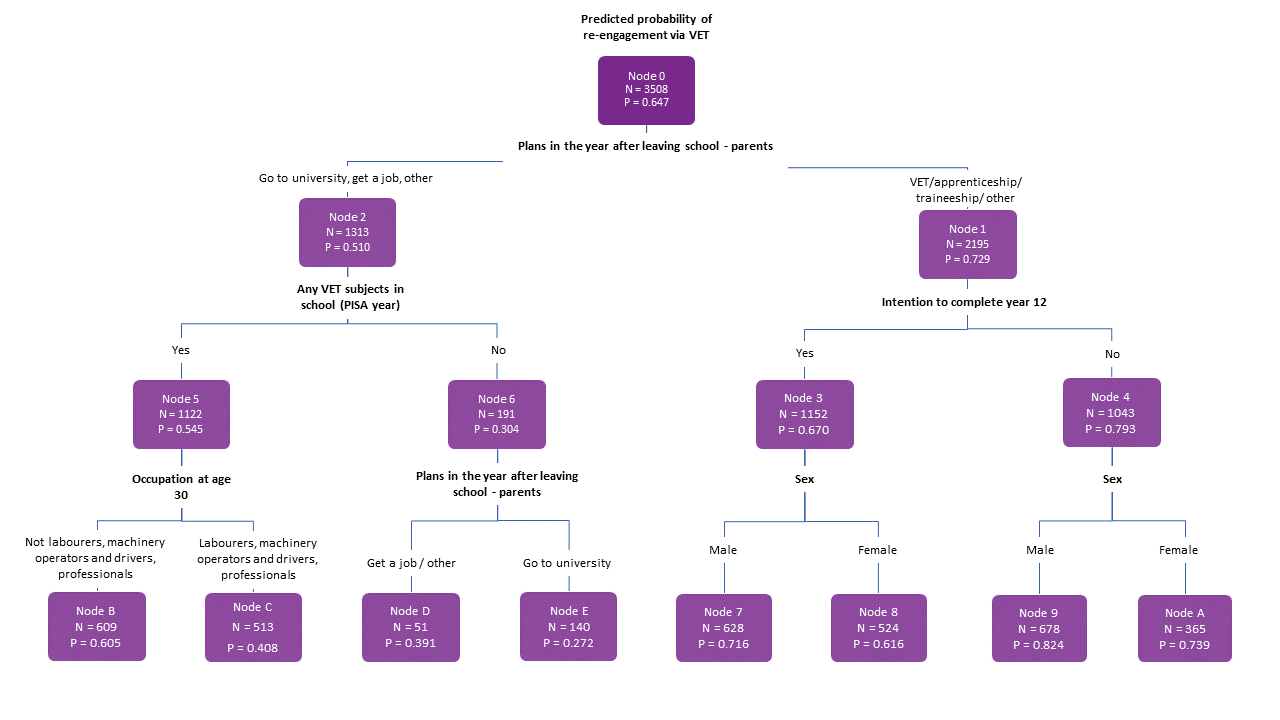 Predicted probability of
re-engagement via VET
Node 0
N = 3508
P = 0.647
Plans in the year after leaving school - parents
Go to university, get a job, other
VET/apprenticeship/
traineeship/ other
Node 2
N = 1313
P = 0.510
Node 1
N = 2195
P = 0.729
Any VET subjects in
school (PISA year)
Intention to complete year 12
Yes
No
Yes
No
Node 5
N = 1122
P = 0.545
Node 6
N = 191
P = 0.304
Node 3
N = 1152
P = 0.670
Node 4
N = 1043
P = 0.793
Occupation at age
30
Plans in the year after leaving
school - parents
Sex
Sex
Not labourers, machinery
operators and drivers,
professionals
Labourers, machinery
operators and drivers,
professionals
Get a job / other
Go to university
Male
Female
Male
Female
Node B
N = 609
P = 0.605
Node C
N = 513
P = 0.408
Node D
N = 51
P = 0.391
Node E
N = 140
P = 0.272
Node 7
N = 628
P = 0.716
Node 8
N = 524
P = 0.616
Node 9
N = 678
P = 0.824
Node A
N = 365
P = 0.739